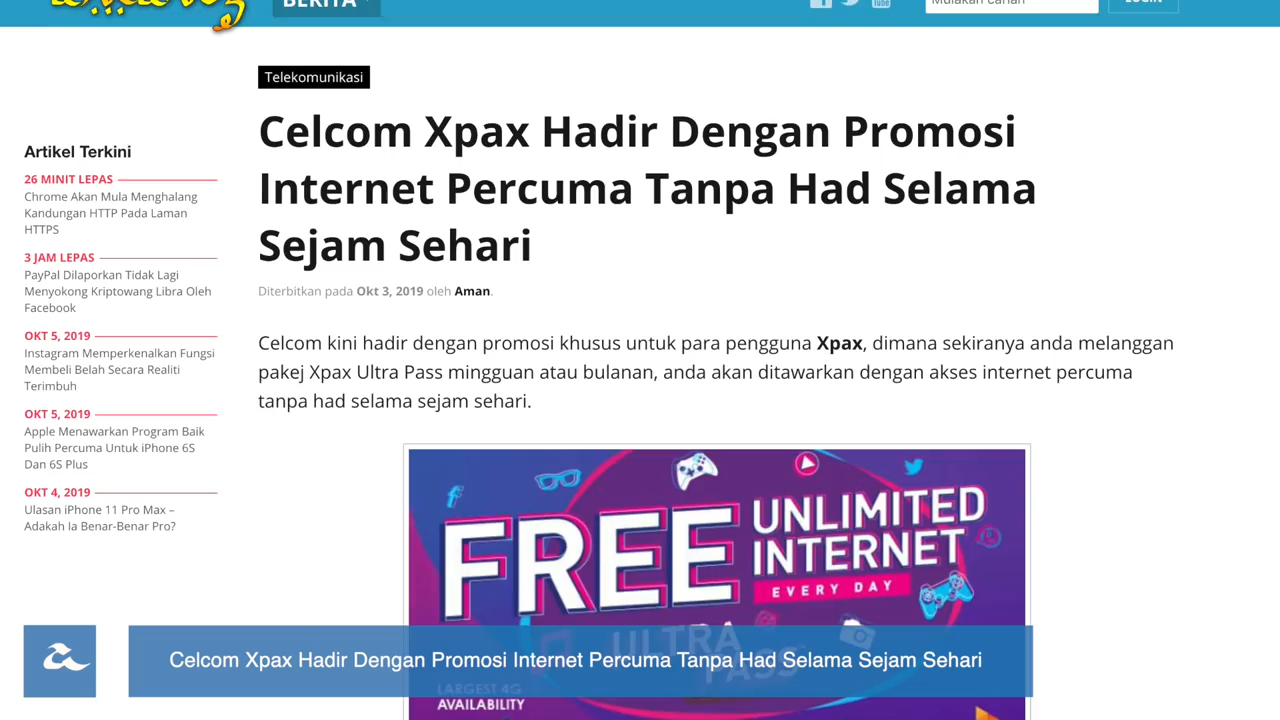 BERITA
Mulakan carian
LOGIN
Telekomunikasi
Celcom Xpax Hadir Dengan Promosi
Internet Percuma Tanpa Had Selama
Sejam Sehari
Diterbitkan pada Okt 3, 2019 oleh Aman.
Artikel Terkini
26 MINIT LEPAS
Chrome Akan Mula Menghalang
Kandungan HTTP Pada Laman
HTTPS
3 JAM LEPAS
PayPal Dilaporkan Tidak Lagi
Menyokong Kriptowang Libra Oleh
Facebook
OKT 5, 2019
Instagram Memperkenalkan Fungsi
Membeli Belah Secara Realiti
Terimbuh
OKT 5, 2019
Apple Menawarkan Program Baik
Pulih Percuma Untuk iPhone 6S
Dan 6S Plus
OKT 4, 2019
Ulasan iPhone 11 Pro Max –
Adakah Ia Benar-Benar Pro?
Celcom kini hadir dengan promosi khusus untuk para pengguna Xpax, dimana sekiranya anda melanggan
pakej Xpax Ultra Pass mingguan atau bulanan, anda akan ditawarkan dengan akses internet percuma
tanpa had selama sejam sehari.
FREE
UNLIMITED
INTERNET
EVERY DAY
ULTRA
PASS
Celcom Xpax Hadir Dengan Promosi Internet Percuma Tanpa Had Selama Sejam Sehari
LARGEST 4G
AVAILABILITY